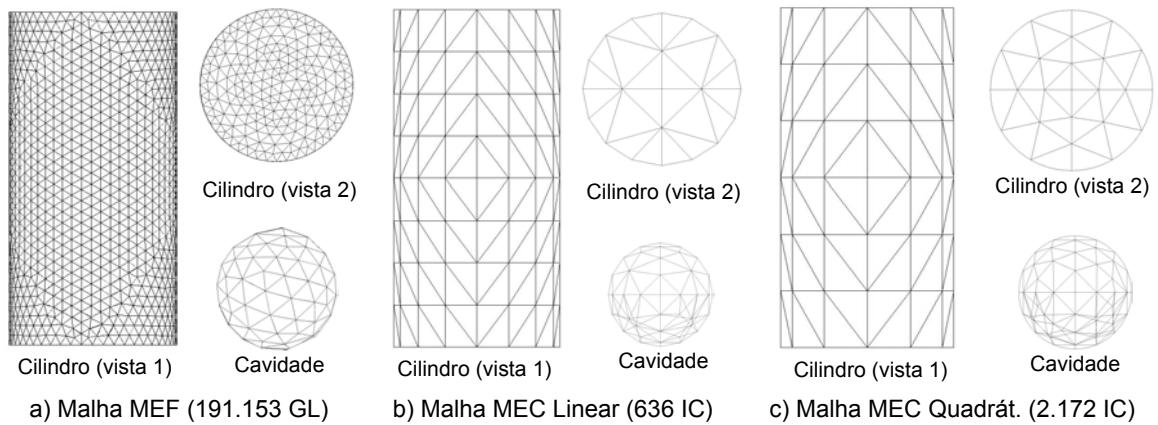 Cilindro (vista 2)
Cavidade
Cilindro (vista 1)
a) Malha MEF (191.153 GL)
Cilindro (vista 2)
Cavidade
Cilindro (vista 1)
b) Malha MEC Linear (636 IC)
Cilindro (vista 2)
Cavidade
Cilindro (vista 1)
c) Malha MEC Quadrát. (2.172 IC)